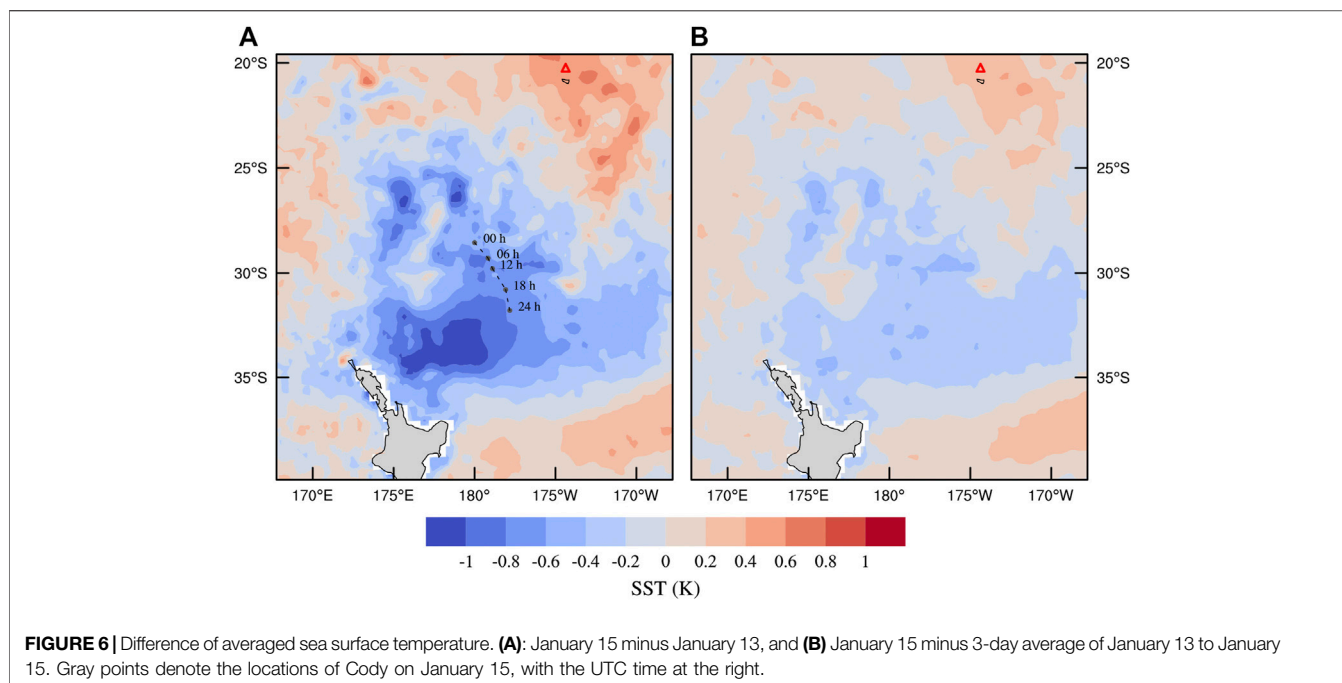 A
B
20°S
20°S
25°S
25°S
00 h
06 h
12 h
30°S
30°S
18 h
24 h
35°S
35°S
170°E 175°E 180° 175°W 170°W
170°E 175°E 180° 175°W 170°W
-1 -0.8 -0.6 -0.4 -0.2 0 0.2 0.4 0.6 0.8 1
SST (K)
FIGURE 6 | Difference of averaged sea surface temperature. (A): January 15 minus January 13, and (B) January 15 minus 3-day average of January 13 to January
15. Gray points denote the locations of Cody on January 15, with the UTC time at the right.